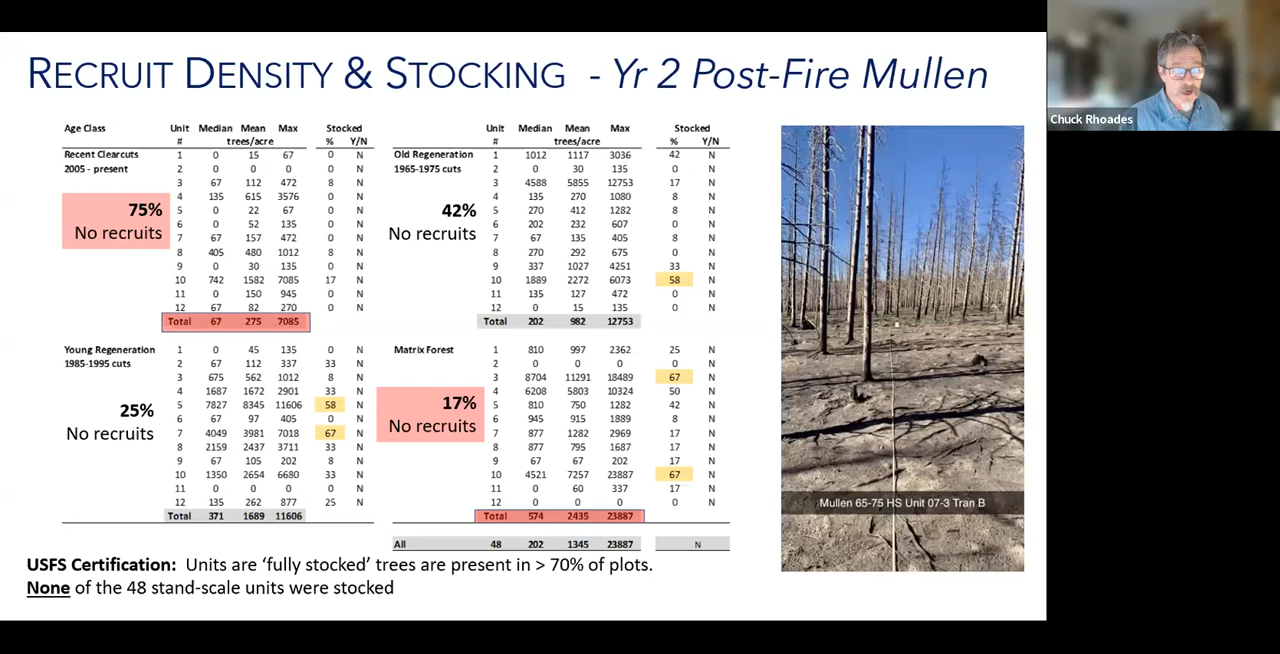 RECRUIT DENSITY & STOCKING - Yr 2 Post-Fire Mullen
Chuck Rhoades
Age Class Unit Median Mean Max Stocked
# trees/acre % Y/N
Recent Clearcuts 1 0 15 67 0 N
2005 - present 2 0 0 0 0 N
3 67 112 472 8 N
4 135 615 3576 0 N
5 0 22 67 0 N
6 0 52 135 0 N
7 67 157 472 0 N
8 405 480 1012 8 N
9 0 30 135 0 N
10 742 1582 7085 17 N
11 0 150 945 0 N
12 67 82 270 0 N
Total 67 275 7085
75%
No recruits
Unit Median Mean Max Stocked
# trees/acre % Y/N
Old Regeneration 1 1012 1117 3036 42 N
1965-1975 cuts 2 0 30 135 0 N
3 4588 5855 12753 17 N
4 135 270 1080 8 N
5 270 412 1282 8 N
6 202 232 607 0 N
7 67 135 405 8 N
8 270 292 675 0 N
9 337 1027 4251 33 N
10 1889 2272 6073 58 N
11 135 127 472 0 N
12 0 15 135 0 N
Total 202 982 12753
42%
No recruits
Young Regeneration 1 0 45 135 0 N
1985-1995 cuts 2 67 112 337 33 N
3 675 562 1012 8 N
4 1687 1672 2901 33 N
5 7827 8345 11606 58 N
6 67 97 405 0 N
7 4049 3981 7018 67 N
8 2159 2437 3711 33 N
9 67 105 202 8 N
10 1350 2654 6680 33 N
11 0 0 0 0 N
12 135 262 877 25 N
Total 371 1689 11606
25%
No recruits
Matrix Forest 1 810 997 2362 25 N
2 0 0 0 0 N
3 8704 11291 18489 67 N
4 6208 5803 10324 50 N
5 810 750 1282 42 N
6 945 915 1889 8 N
7 877 1282 2969 17 N
8 877 795 1687 17 N
9 67 67 202 17 N
10 4521 7257 23887 67 N
11 0 60 337 17 N
12 0 0 0 0 N
Total 574 2435 23887
17%
No recruits
All 48 202 1345 23887 N
Mullen 65-75 HS Unit 07-3 Tran B
USFS Certification: Units are ‘fully stocked’ trees are present in > 70% of plots.
None of the 48 stand-scale units were stocked